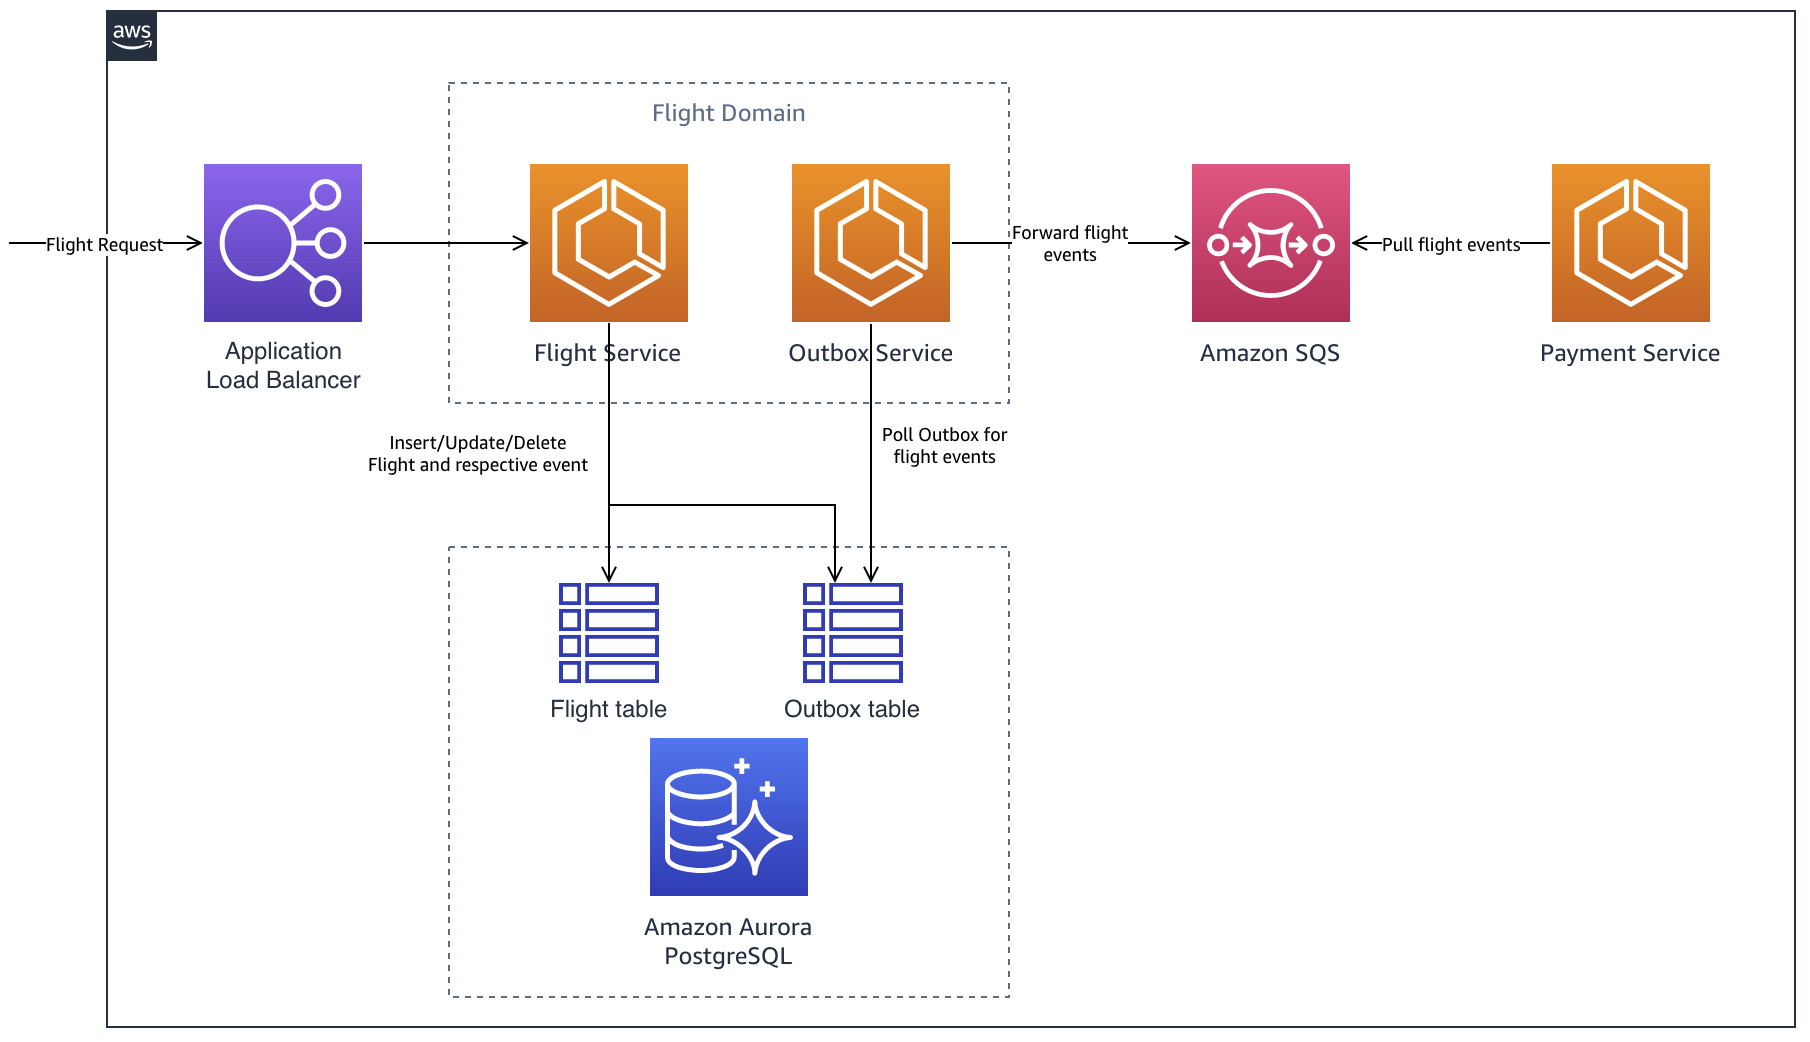 aws
Flight Domain
Flight Request
Forward flight
events
Pull flight events
Application
Load Balancer
Flight Service
Outbox Service
Amazon SQS
Payment Service
Insert/Update/Delete
Flight and respective event
Poll Outbox for
flight events
Flight table
Outbox table
Amazon Aurora
PostgreSQL